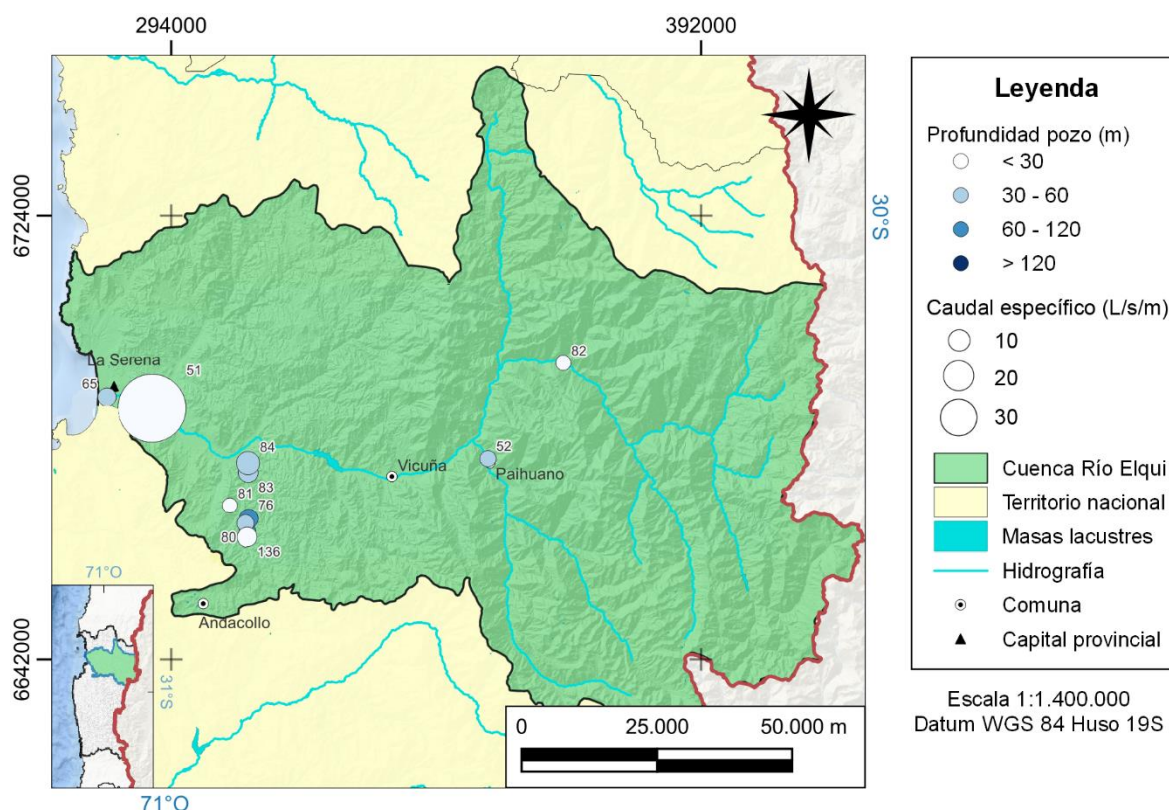 294000
392000
6724000
6642000
30°S
31°S
71°O
71°O
La Serena
65
51
82
84
83
52
Vicuña
Paihuano
81
76
80
136
Andacollo
0 25.000 50.000 m
Leyenda
Profundidad pozo (m)
< 30
30 - 60
60 - 120
> 120
Caudal específico (L/s/m)
10
20
30
Cuenca Río Elqui
Territorio nacional
Masas lacustres
Hidrografía
Comuna
Capital provincial
Escala 1:1.400.000
Datum WGS 84 Huso 19S